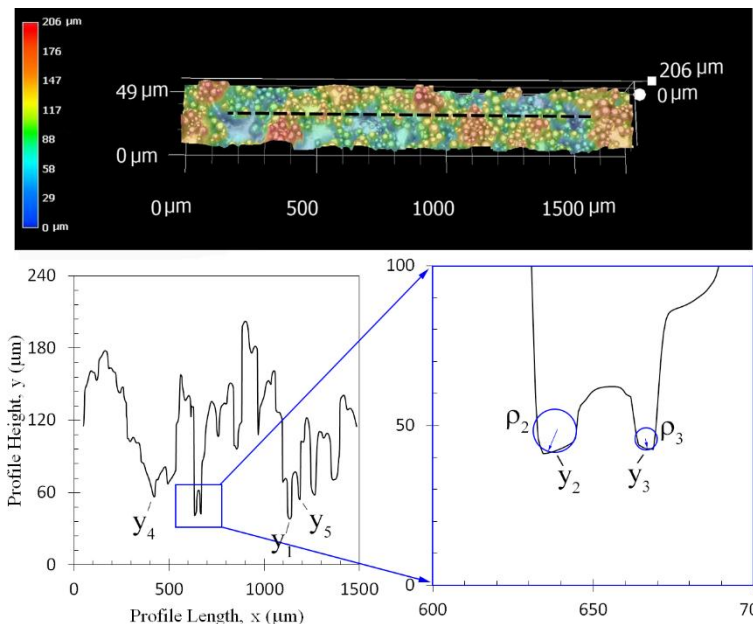 206 µm
176
147
117
88
58
29
0 µm
49 µm
0 µm
206 µm
0 µm
0 µm
500
1000
1500 µm
240
180
120
60
0
Profile Height, y (µm)
y4
y1
y5
0
500
1000
1500
Profile Length, x (µm)
100
50
0
ρ2
ρ3
y2
y3
600
650
70